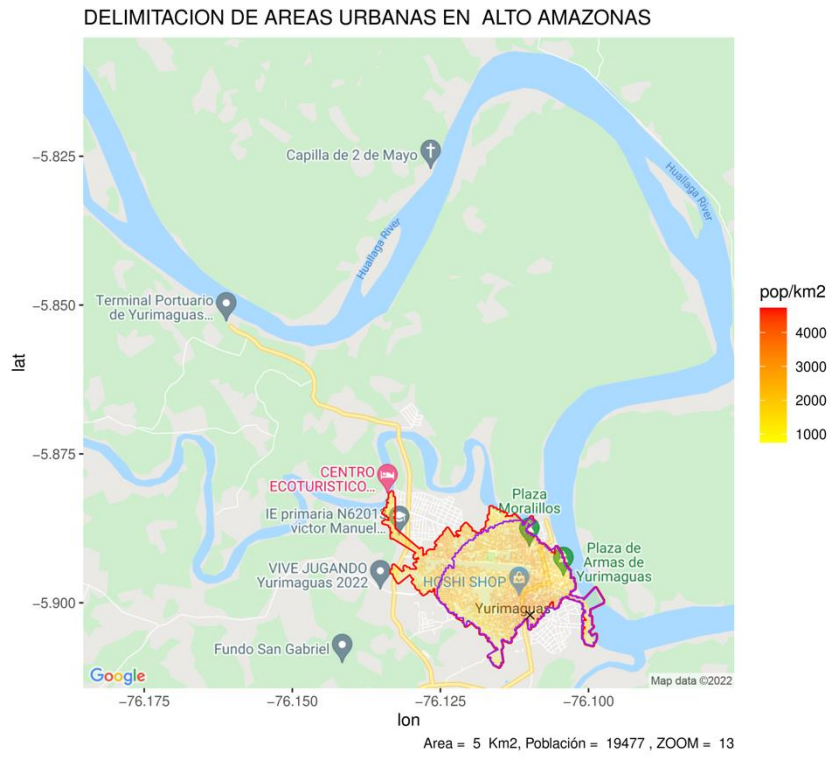 DELIMITACION DE AREAS URBANAS EN  ALTO AMAZONAS
−5.825
Capilla de 2 de Mayo
Huallaga River
Huallaga River
pop/km2
4000
3000
2000
1000
−5.850
Terminal Portuario
de Yurimaguas...
lat
−5.875
CENTRO
ECOTURISTICO...
Plaza
Moralillos
IE primaria N6201
victor Manuel...
Plaza de
Armas de
Yurimaguas
VIVE JUGANDO
Yurimaguas 2022
HOSHI SHOP
−5.900
Yurimaguas
Fundo San Gabriel
Google
Map data ©2022
−76.175
−76.150
−76.125
−76.100
lon
Area =  5  Km2, Población =  19477 , ZOOM =  13